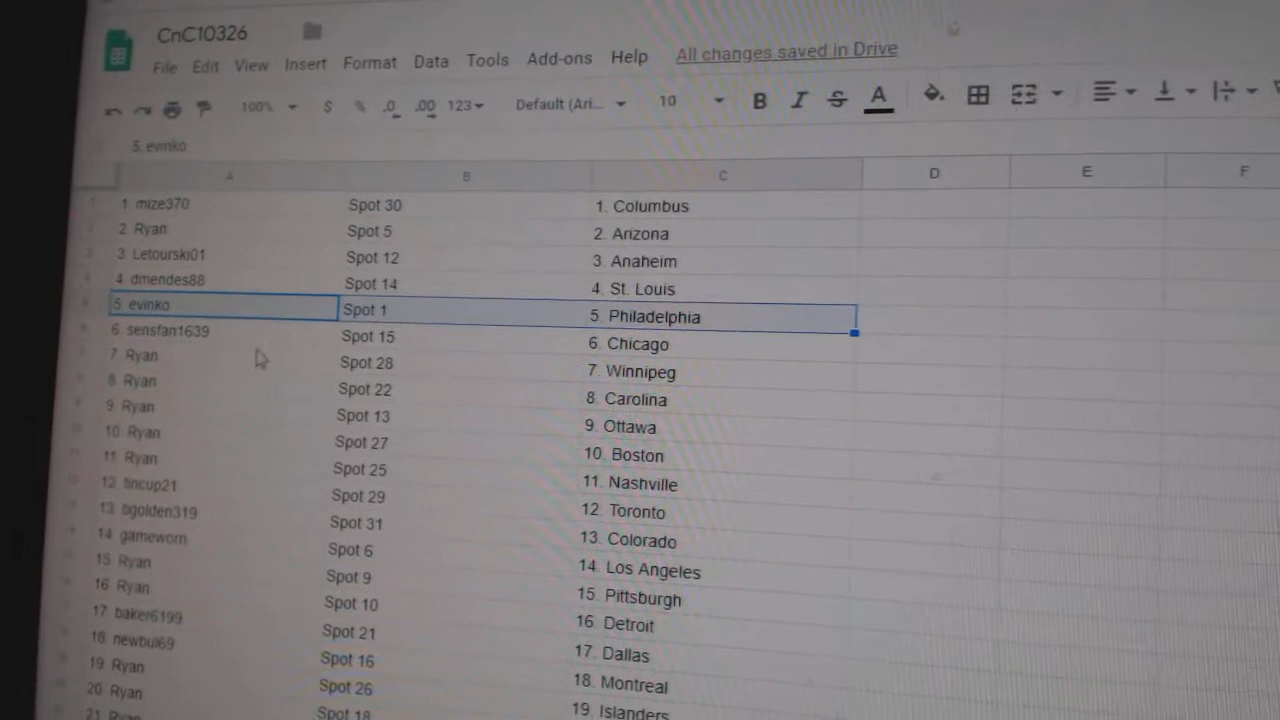 CnC10326
File Edit View Insert Format Data Tools Add-ons Help All changes saved in Drive
100% $ % .0 .00 123 Default (Ari... 10 B I S A
5. evinko
A B C D E F
1 mize370 Spot 30 1. Columbus
2 Ryan Spot 5 2. Arizona
3 Letourski01 Spot 12 3. Anaheim
4 dmendes88 Spot 14 4. St. Louis
5 evinko Spot 1 5. Philadelphia
6 sensfan1639 Spot 15 6. Chicago
7 Ryan Spot 28 7. Winnipeg
8 Ryan Spot 22 8. Carolina
9 Ryan Spot 13 9. Ottawa
10 Ryan Spot 27 10. Boston
11 Ryan Spot 25 11. Nashville
12 tincup21 Spot 29 12. Toronto
13 bgolden319 Spot 31 13. Colorado
14 gameworn Spot 6 14. Los Angeles
15 Ryan Spot 9 15. Pittsburgh
16 Ryan Spot 10 16. Detroit
17 baker6199 Spot 21 17. Dallas
18 newbul69 Spot 16 18. Montreal
19 Ryan Spot 26 19. Islanders
20 Ryan Spot 18
21 Ryan